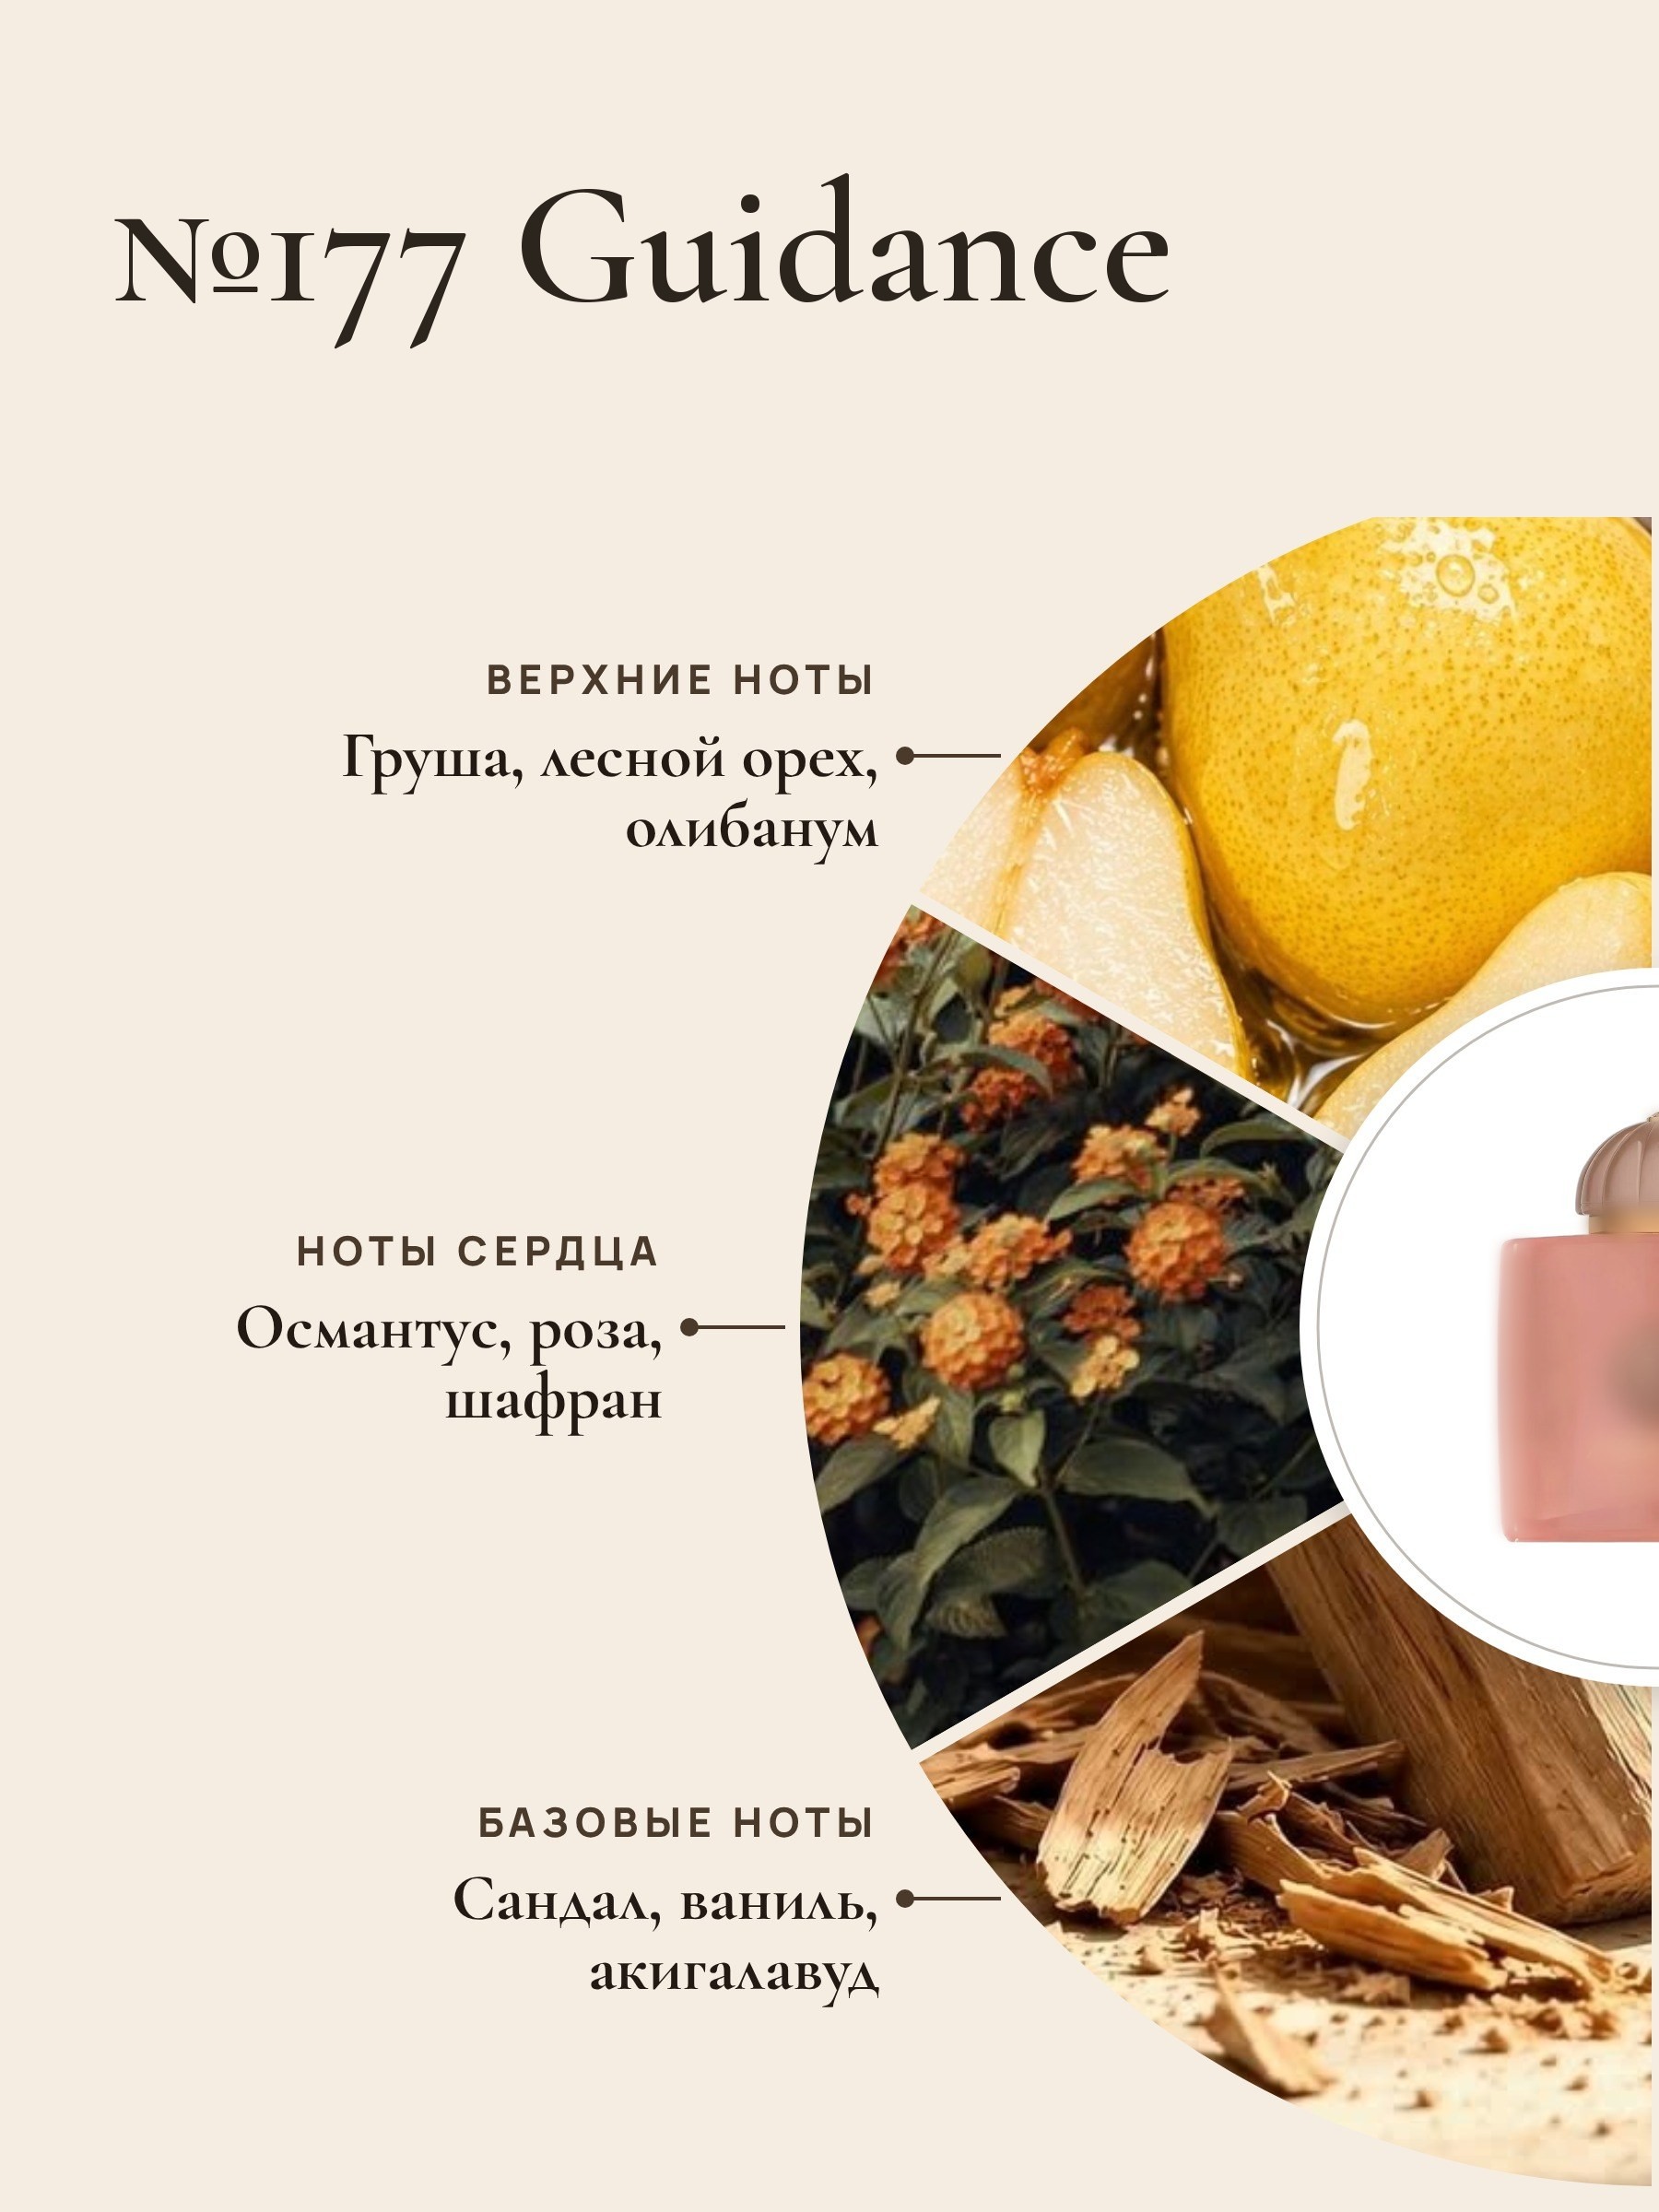 №177 Guidance
ВЕРХНИЕ НОТЫ
Груша, лесной орех,
олибанум
НОТЫ СЕРДЦА
Османтус, роза,
шафран
БАЗОВЫЕ НОТЫ
Сандал, ваниль,
акигалавуд